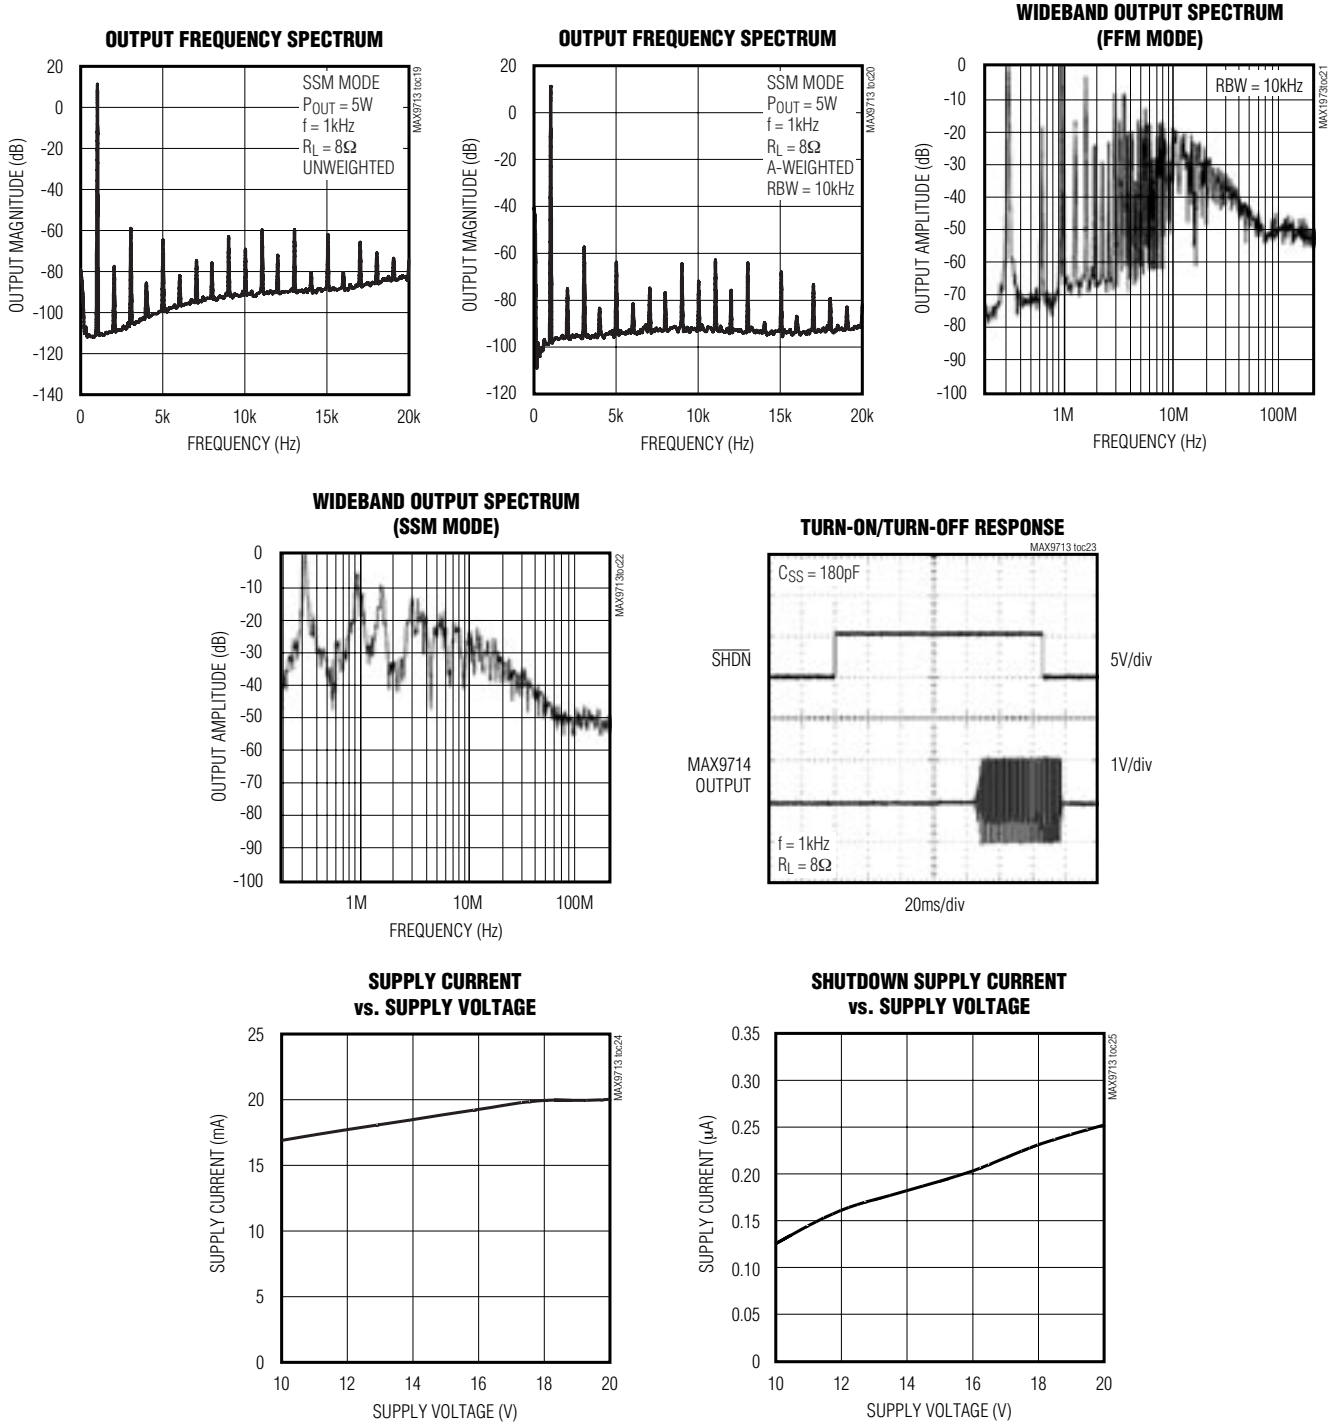 OUTPUT FREQUENCY SPECTRUM
MAX9713 toc19
SSM MODE
POUT = 5W
f = 1kHz
RL = 8Ω
UNWEIGHTED
OUTPUT MAGNITUDE (dB)
20
0
-20
-40
-60
-80
-100
-120
-140
0 5k 10k 15k 20k
FREQUENCY (Hz)
OUTPUT FREQUENCY SPECTRUM
MAX9713 toc20
SSM MODE
POUT = 5W
f = 1kHz
RL = 8Ω
A-WEIGHTED
RBW = 10kHz
OUTPUT MAGNITUDE (dB)
20
0
-20
-40
-60
-80
-100
-120
0 5k 10k 15k 20k
FREQUENCY (Hz)
WIDEBAND OUTPUT SPECTRUM
(FFM MODE)
MAX1973toc21
RBW = 10kHz
OUTPUT AMPLITUDE (dB)
0
-10
-20
-30
-40
-50
-60
-70
-80
-90
-100
1M 10M 100M
FREQUENCY (Hz)
WIDEBAND OUTPUT SPECTRUM
(SSM MODE)
MAX9713toc22
OUTPUT AMPLITUDE (dB)
0
-10
-20
-30
-40
-50
-60
-70
-80
-90
-100
1M 10M 100M
FREQUENCY (Hz)
TURN-ON/TURN-OFF RESPONSE
MAX9713 toc23
CSS = 180pF
SHDN
5V/div
MAX9714
OUTPUT
1V/div
f = 1kHz
RL = 8Ω
20ms/div
SUPPLY CURRENT
vs. SUPPLY VOLTAGE
MAX9713 toc24
SUPPLY CURRENT (mA)
25
20
15
10
5
0
10 12 14 16 18 20
SUPPLY VOLTAGE (V)
SHUTDOWN SUPPLY CURRENT
vs. SUPPLY VOLTAGE
MAX9713 toc25
SUPPLY CURRENT (μA)
0.35
0.30
0.25
0.20
0.15
0.10
0.05
0
10 12 14 16 18 20
SUPPLY VOLTAGE (V)